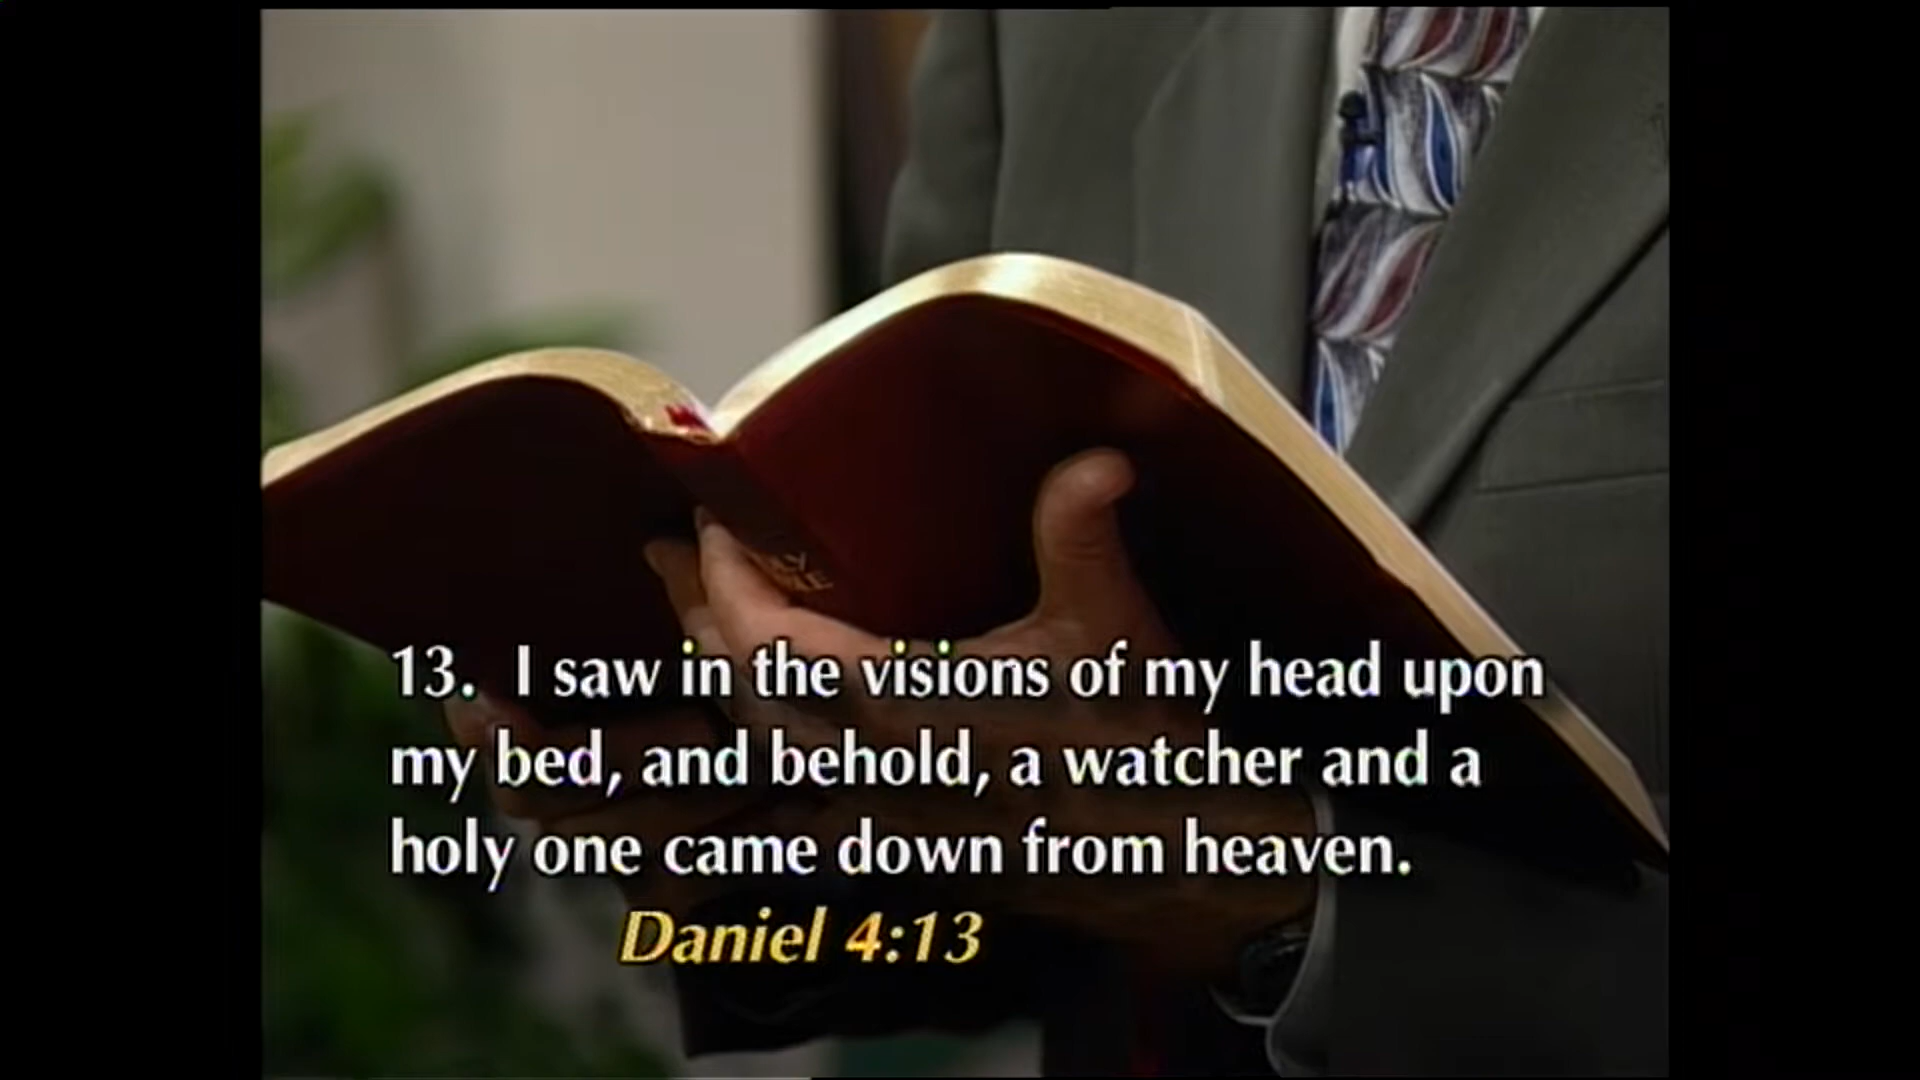 13. I saw in the visions of my head upon
my bed, and behold, a watcher and a
holy one came down from heaven.
Daniel 4:13